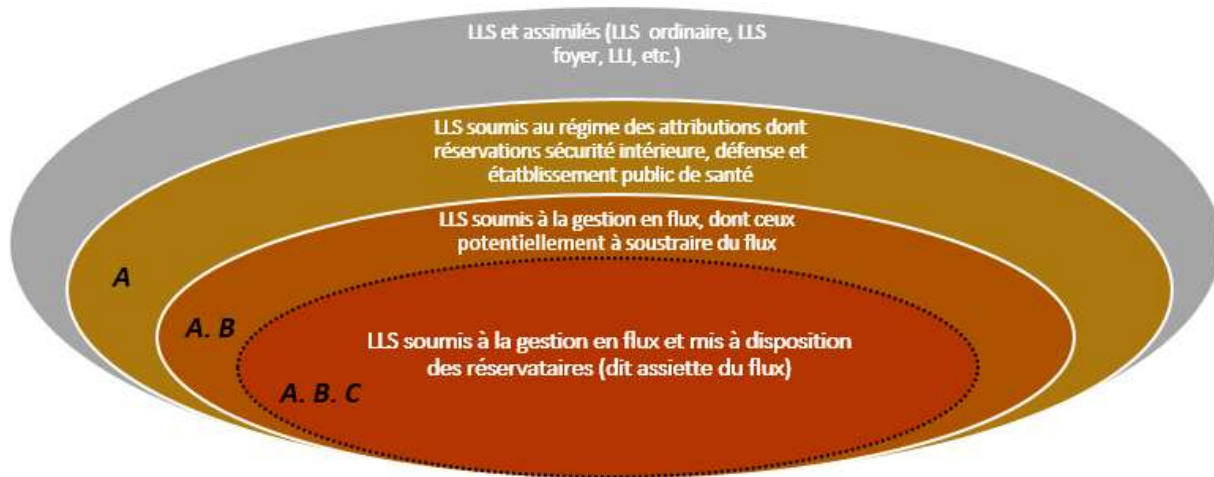 LLS et assimilés (LLS ordinaire, LLS
foyer, LLI, etc.)
LLS soumis au régime des attributions dont
réservations sécurité intérieure, défense et
étatblissement public de santé
LLS soumis à la gestion en flux, dont ceux
potentiellement à soustraire du flux
A
A. B
LLS soumis à la gestion en flux et mis à disposition
des réservataires (dit assiette du flux)
A. B. C